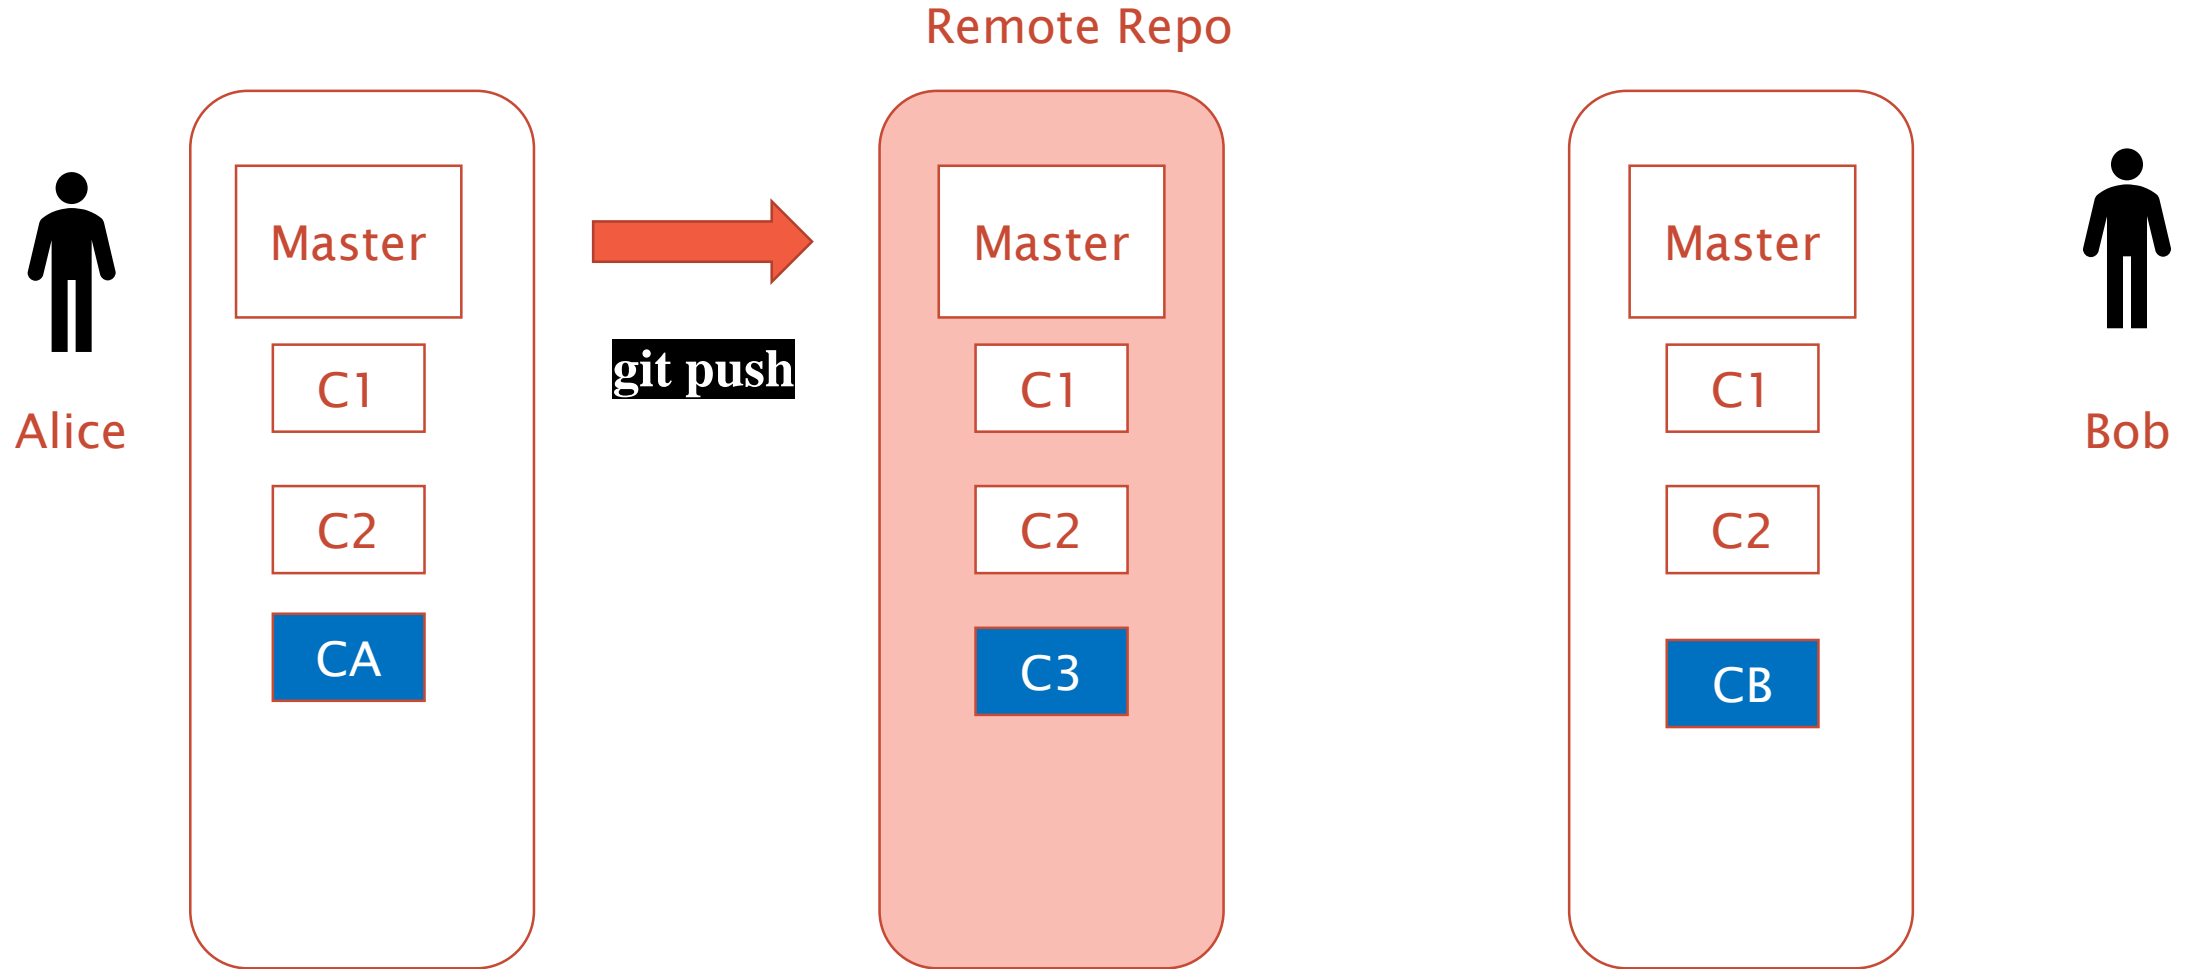 Remote Repo
Alice
Master
C1
C2
CA
git push
Master
C1
C2
C3
Master
C1
C2
CB
Bob